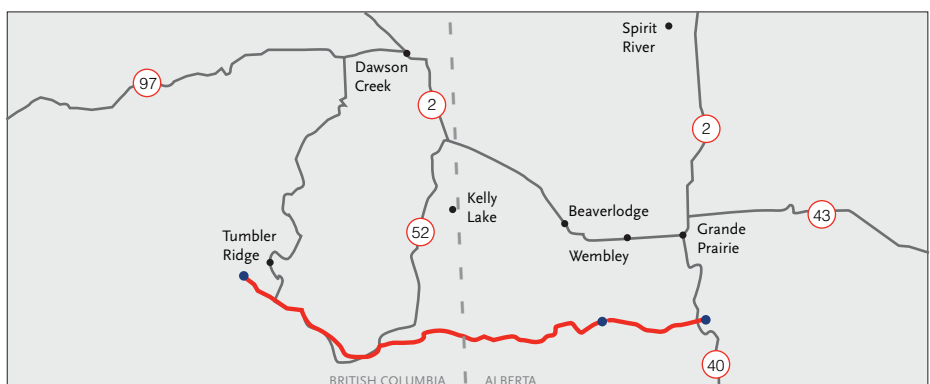 Spirit
River
97
Dawson
Creek
2
2
Kelly
Lake
Beaverlodge
43
52
Tumbler
Ridge
Wembley
Grande
Prairie
40
BRITISH COLUMBIA
ALBERTA